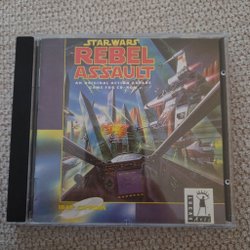 STAR WARS
REBEL
ASSAULT
AN ORIGINAL ACTION ARCADE
GAME FOR CD-ROM